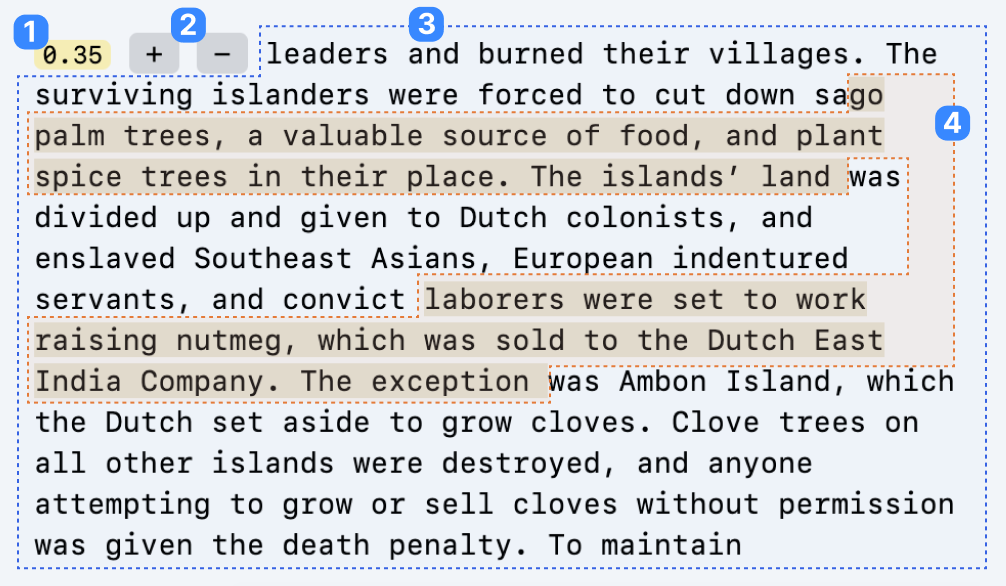 1 2 3
0.35 + − leaders and burned their villages. The
surviving islanders were forced to cut down sago
4
palm trees, a valuable source of food, and plant
spice trees in their place. The islands’ land was
divided up and given to Dutch colonists, and
enslaved Southeast Asians, European indentured
servants, and convict laborers were set to work
raising nutmeg, which was sold to the Dutch East
India Company. The exception was Ambon Island, which
the Dutch set aside to grow cloves. Clove trees on
all other islands were destroyed, and anyone
attempting to grow or sell cloves without permission
was given the death penalty. To maintain